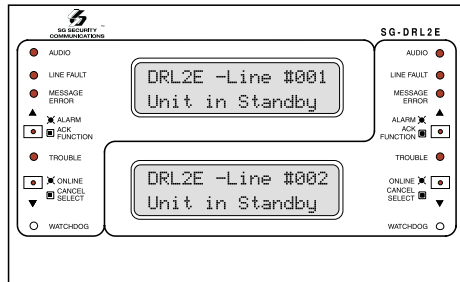 SG SECURITY
COMMUNICATIONS
SG-DRL2E
AUDIO
LINE FAULT
MESSAGE
ERROR
ALARM
ACK
FUNCTION
TROUBLE
ONLINE
CANCEL
SELECT
WATCHDOG
DRL2E -Line #001
Unit in Standby
DRL2E -Line #002
Unit in Standby
AUDIO
LINE FAULT
MESSAGE
ERROR
ALARM
ACK
FUNCTION
TROUBLE
ONLINE
CANCEL
SELECT
WATCHDOG